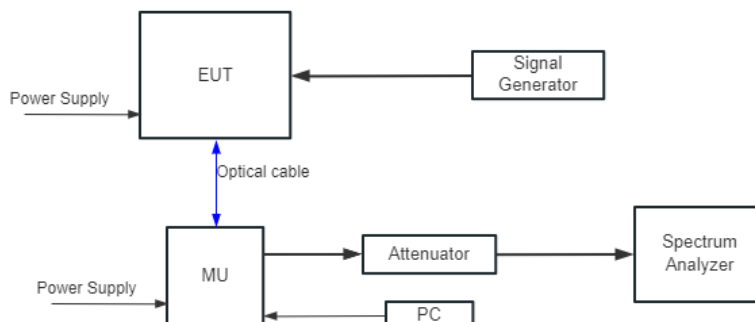 EUT
Signal
Generator
Power Supply
Optical cable
MU
Attenuator
Spectrum
Analyzer
Power Supply
PC